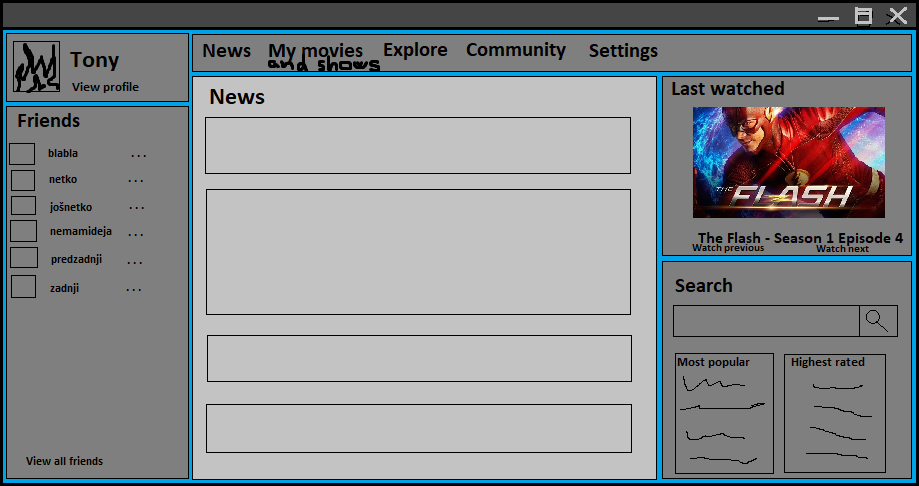 Tony
View profile
News My movies Explore Community Settings
and shows
Friends
blabla ...
netko ...
jošnetko ...
nemamideja ...
predzadnji ...
zadnji ...
View all friends
News
Last watched
THE FLASH
The Flash - Season 1 Episode 4
Watch previous Watch next
Search
Most popular
Highest rated